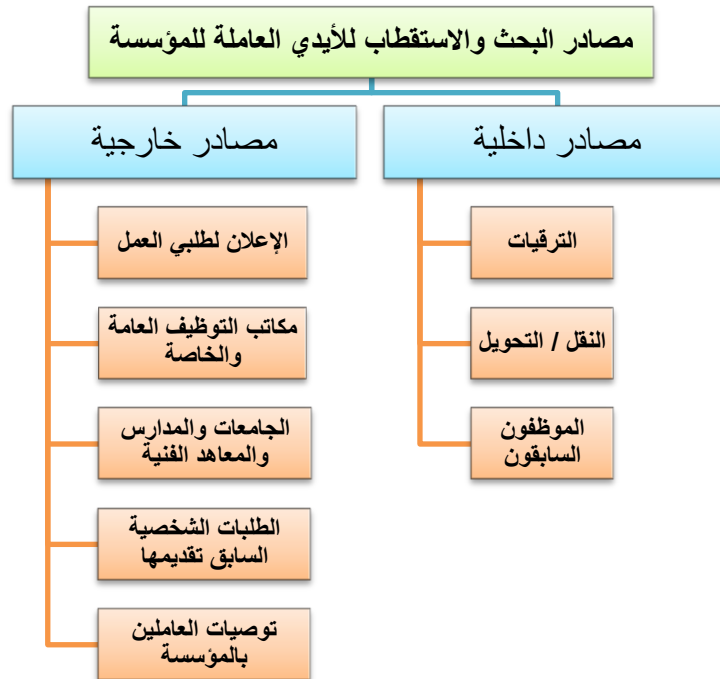 مصادر البحث والاستقطاب للأيدي العاملة للمؤسسة
مصادر داخلية
الترقيات
النقل / التحويل
الموظفون
السابقون
مصادر خارجية
الإعلان لطلبي العمل
مكاتب التوظيف العامة
والخاصة
الجامعات والمدارس
والمعاهد الفنية
الطلبات الشخصية
السابق تقديمها
توصيات العاملين
بالمؤسسة